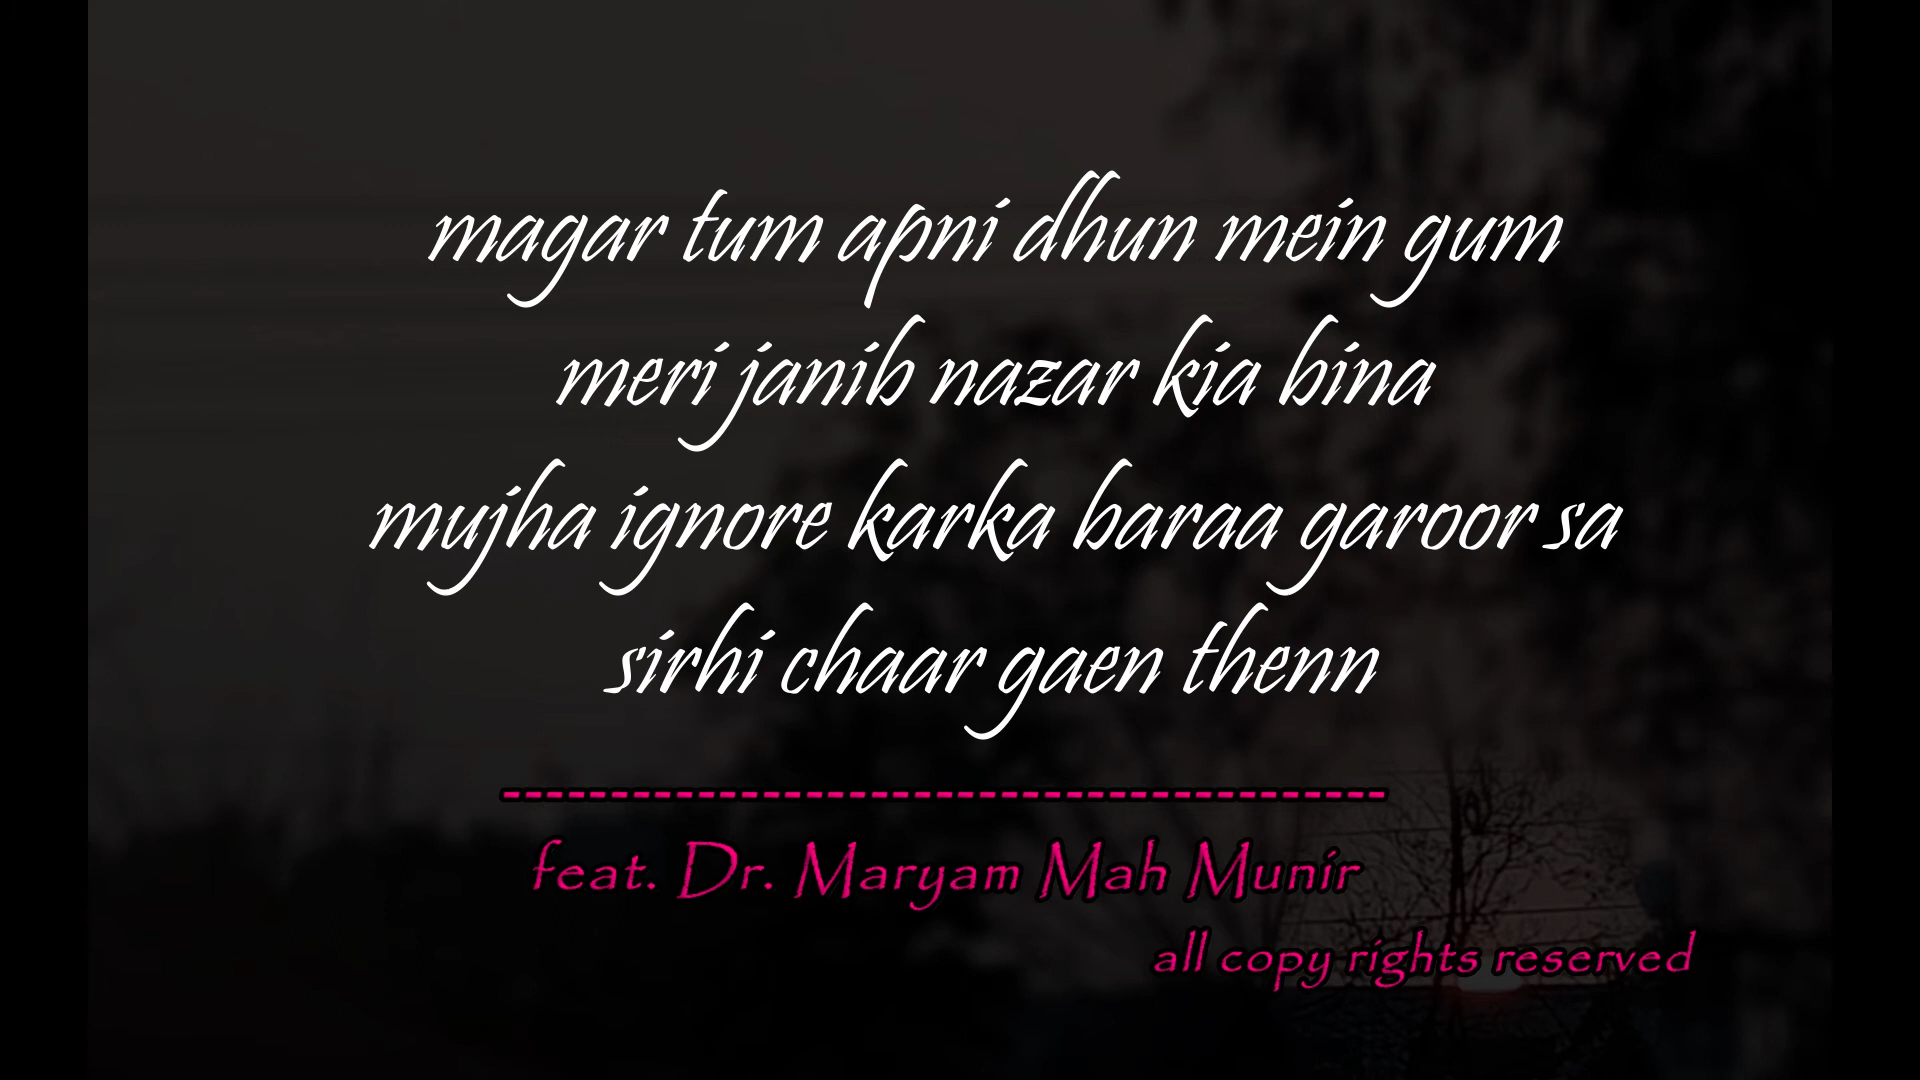 magar tum apni dhun mein gum
meri janib nazar kia bina
mujha ignore karka baraa garoor sa
sirhi chaar gaen thenn
-----------------------------------------
feat. Dr. Maryam Mah Munir
all copy rights reserved